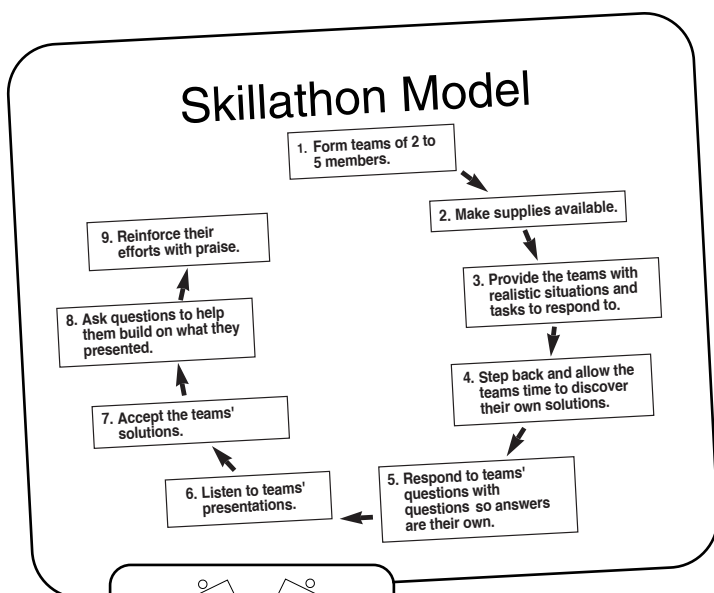 Skillathon Model
1. Form teams of 2 to
5 members.
2. Make supplies available.
3. Provide the teams with
realistic situations and
tasks to respond to.
4. Step back and allow the
teams time to discover
their own solutions.
5. Respond to teams'
questions with
questions so answers
are their own.
6. Listen to teams'
presentations.
7. Accept the teams'
solutions.
8. Ask questions to help
them build on what they
presented.
9. Reinforce their
efforts with praise.